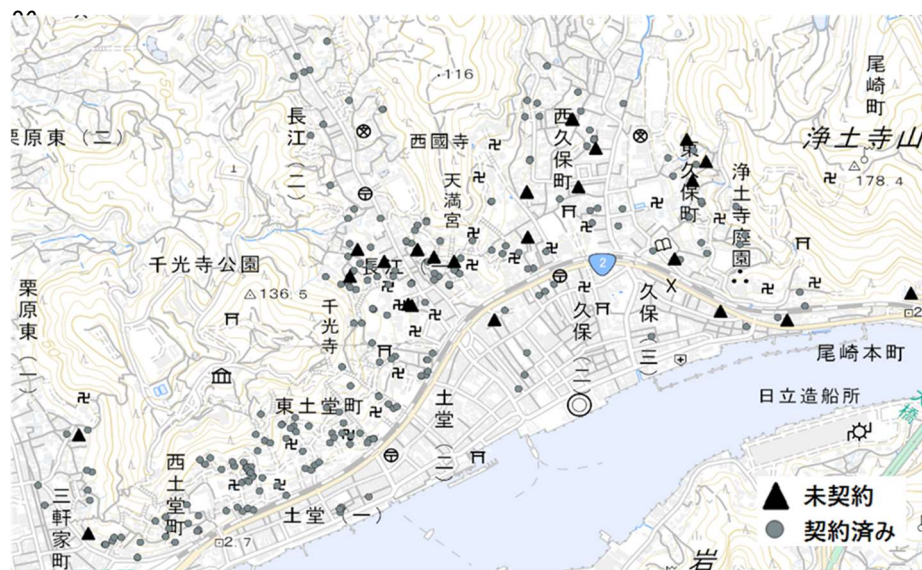 尾崎町
・116
長江(二)
栗原東(二)
西國寺
西久保町
東久保町
浄土寺山
178.4
天満宮
浄土寺
千光寺公園
136.5
長江
2
栗原東(一)
千光寺
久保(二)
久保(三)
尾崎本町
日立造船所
東土堂町
土堂(二)
西土堂町
土堂(一)
三軒家町
2.7
未契約
契約済み
岩